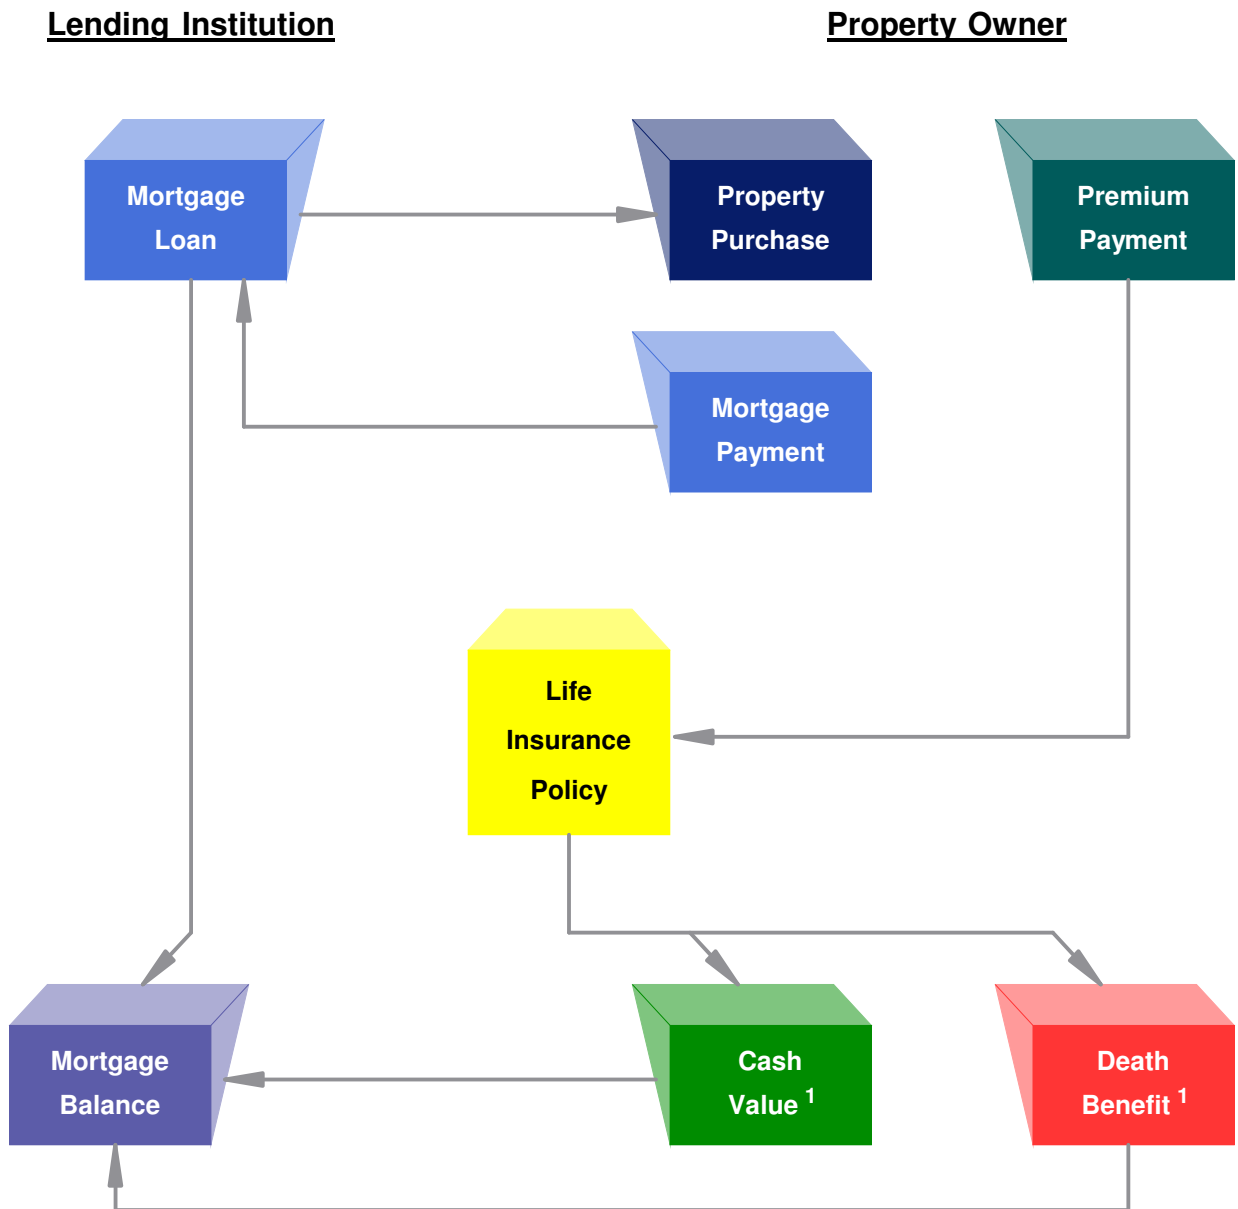 Lending Institution
Property Owner
Mortgage
Loan
Property
Purchase
Premium
Payment
Mortgage
Payment
Life
Insurance
Policy
Mortgage
Balance
Cash
Value 1
Death
Benefit 1